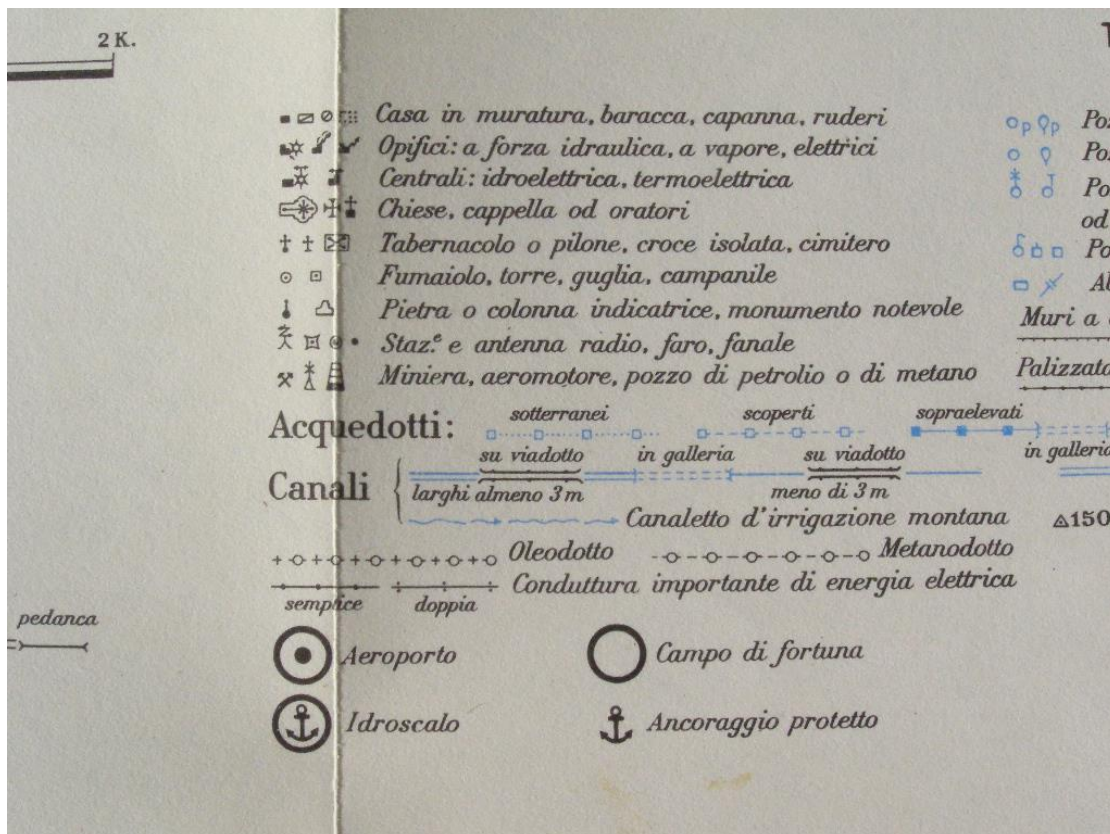 2 K.
Casa in muratura, baracca, capanna, ruderi
Opifici: a forza idraulica, a vapore, elettrici
Centrali: idroelettrica, termoelettrica
Chiese, cappella od oratori
Tabernacolo o pilone, croce isolata, cimitero
Fumaiolo, torre, guglia, campanile
Pietra o colonna indicatrice, monumento notevole
Staz.e e antenna radio, faro, fanale
Miniera, aeromotore, pozzo di petrolio o di metano
Acquedotti: sotterranei scoperti sopraelevati
su viadotto in galleria su viadotto in galleria
Canali larghi almeno 3 m meno di 3 m
Canaletto d'irrigazione montana
Oleodotto Metanodotto
Conduttura importante di energia elettrica
semplice doppia
pedanca
Aeroporto Campo di fortuna
Idroscalo Ancoraggio protetto
p p
od
Muri a
150